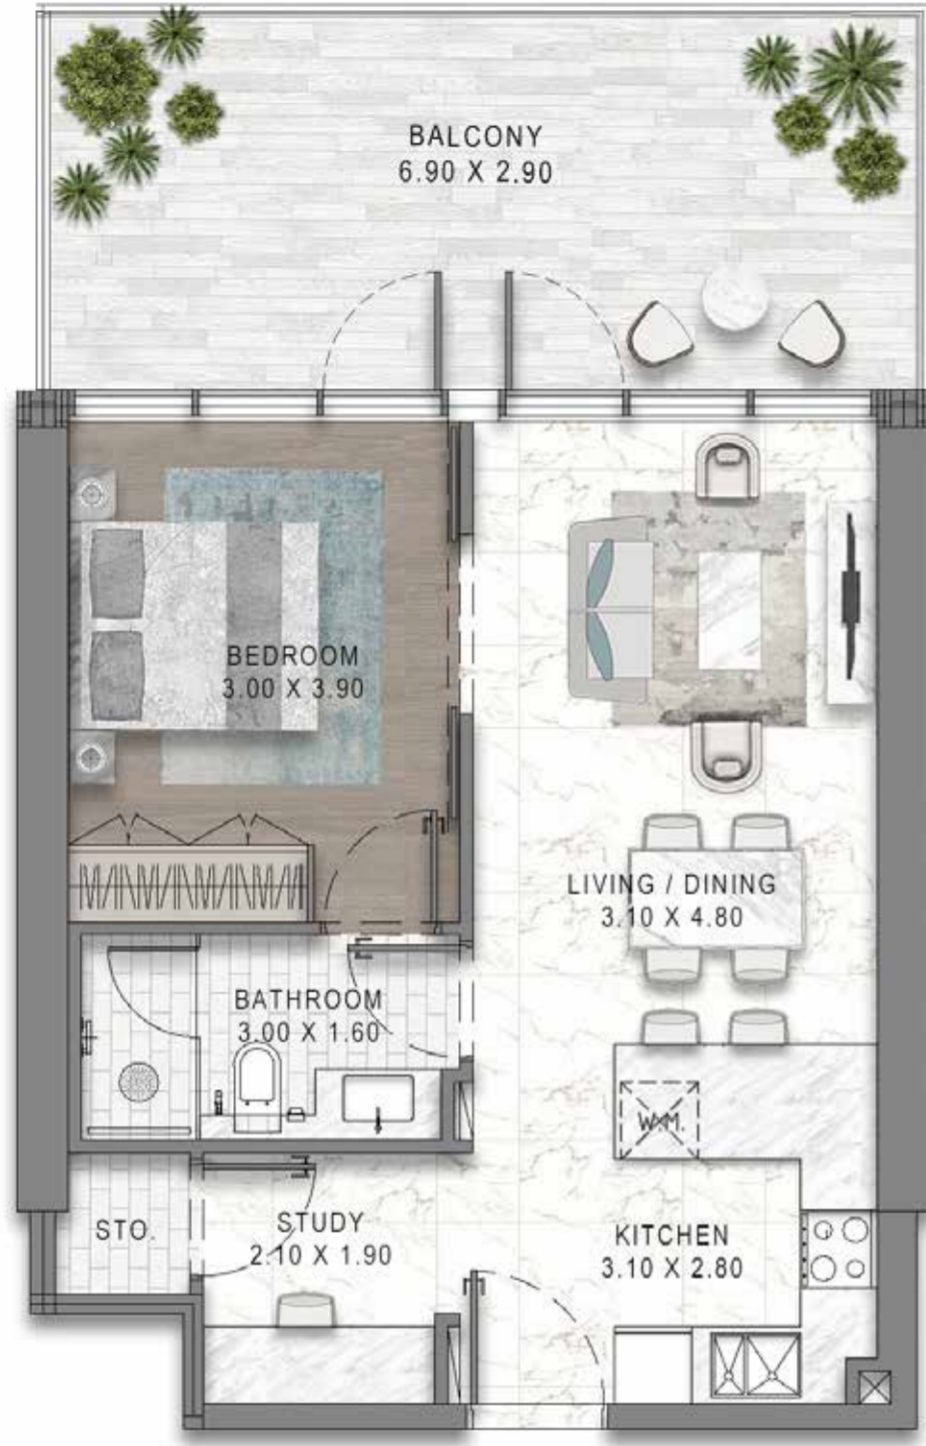 BALCONY
6.90 X 2.90
BEDROOM
3.00 X 3.90
LIVING / DINING
3.10 X 4.80
BATHROOM
3.00 X 1.60
W.M.
STO.
STUDY
2.10 X 1.90
KITCHEN
3.10 X 2.80